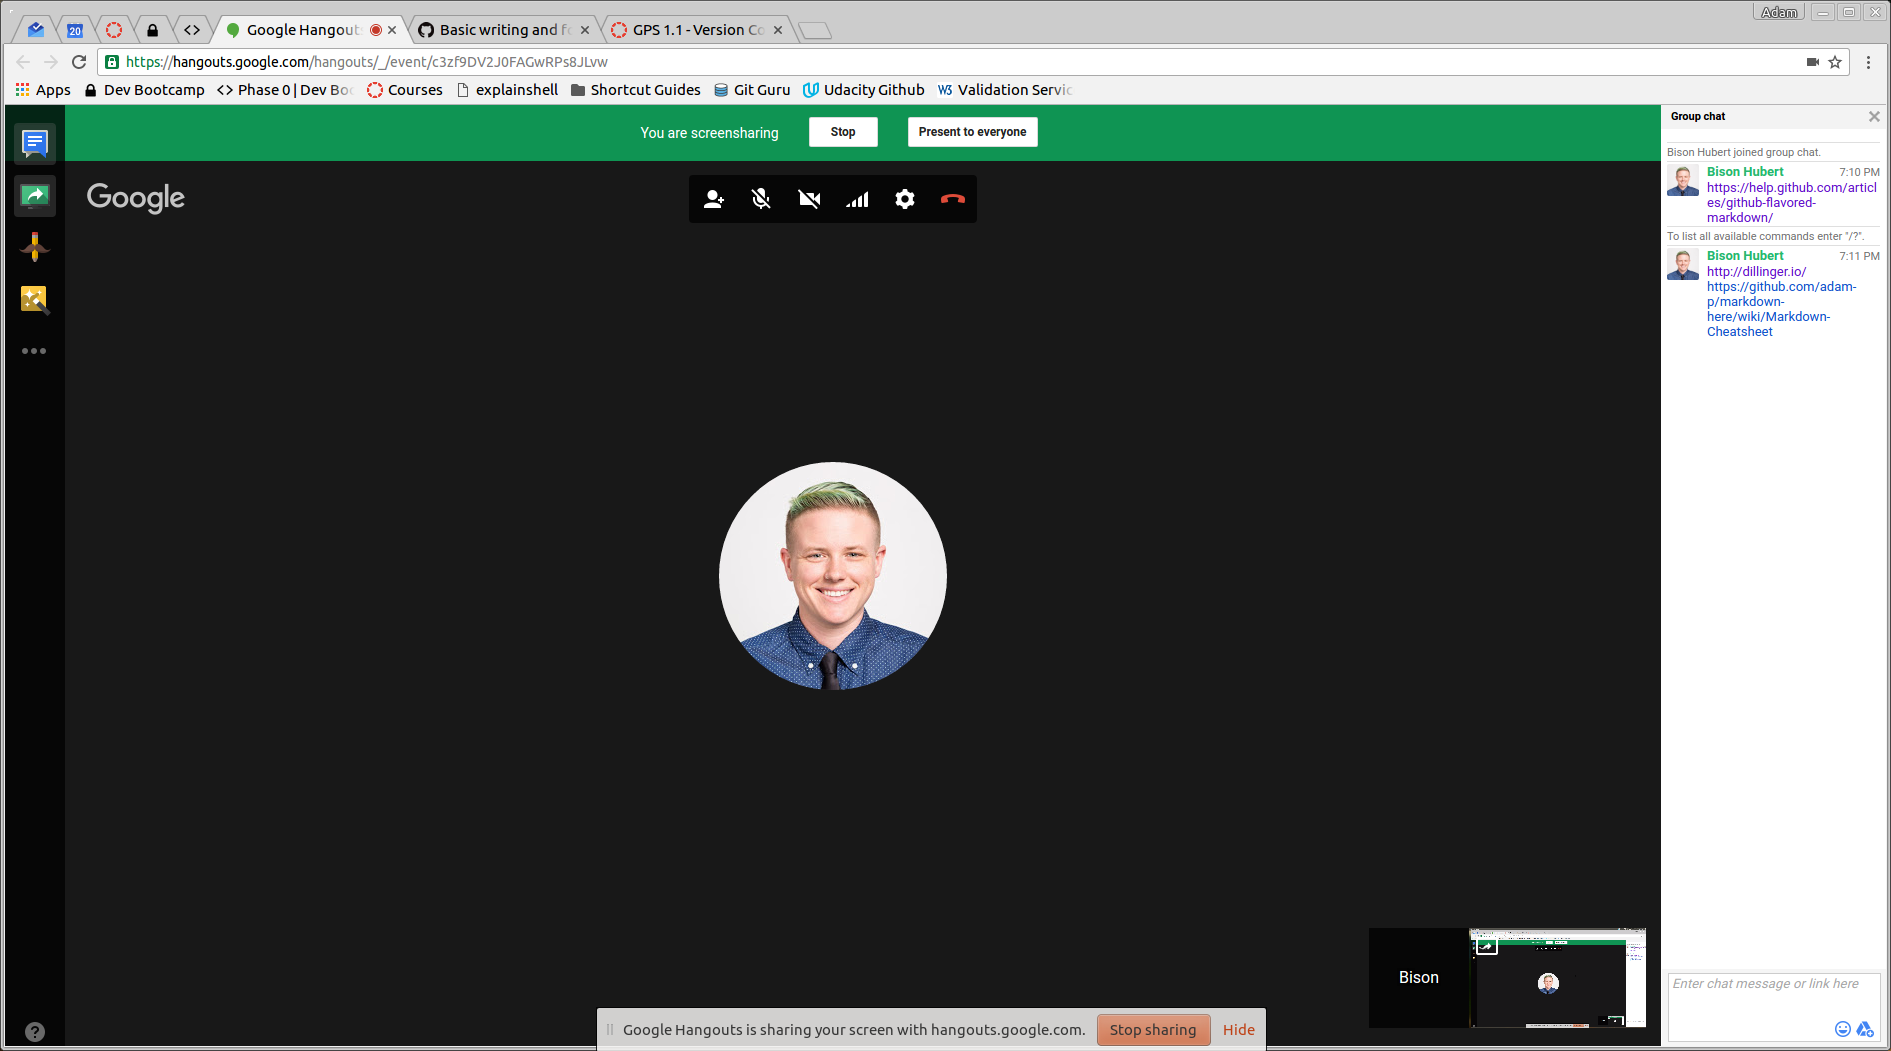 Adam
20
Google Hangout
Basic writing and fo
GPS 1.1 - Version Co
https://hangouts.google.com/hangouts/_/event/c3zf9DV2J0FAGwRPs8JLvw
Apps
Dev Bootcamp
<> Phase 0 | Dev Boo
Courses
explainshell
Shortcut Guides
Git Guru
Udacity Github
W3 Validation Servic
You are screensharing
Stop
Present to everyone
Google
Group chat
Bison Hubert joined group chat.
Bison Hubert 7:10 PM
https://help.github.com/articl
es/github-flavored-
markdown/
To list all available commands enter "/?".
Bison Hubert 7:11 PM
http://dillinger.io/
https://github.com/adam-
p/markdown-
here/wiki/Markdown-
Cheatsheet
Bison
Enter chat message or link here
Google Hangouts is sharing your screen with hangouts.google.com.
Stop sharing
Hide